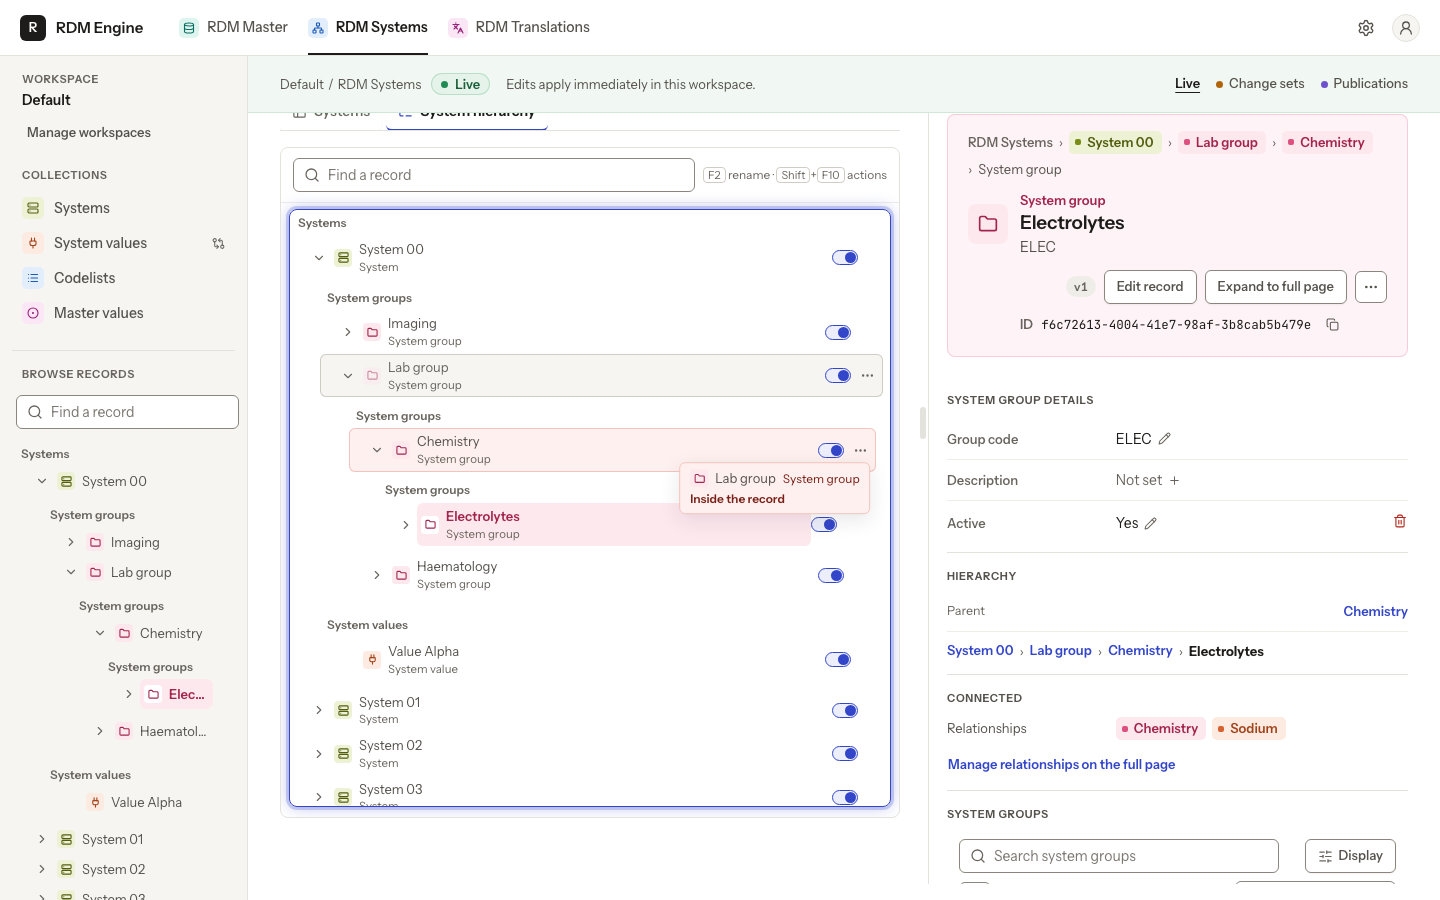 R RDM Engine RDM Master RDM Systems RDM Translations
WORKSPACE
Default
Manage workspaces
COLLECTIONS
Systems
System values
Codelists
Master values
BROWSE RECORDS
Find a record
Systems
System 00
System groups
Imaging
Lab group
System groups
Chemistry
System groups
Elec...
Haematol...
System values
Value Alpha
System 01
System 02
System 03
Default / RDM Systems Live Edits apply immediately in this workspace.
Live Change sets Publications
Systems System hierarchy
Find a record F2 rename · Shift + F10 actions
Systems
System 00
System
System groups
Imaging
System group
Lab group
System group
System groups
Chemistry
System group
Lab group System group
Inside the record
System groups
Electrolytes
System group
Haematology
System group
System values
Value Alpha
System value
System 01
System
System 02
System
System 03
System
RDM Systems › System 00 › Lab group › Chemistry
› System group
System group
Electrolytes
ELEC
v1 Edit record Expand to full page ...
ID f6c72613-4004-41e7-98af-3b8cab5b479e
SYSTEM GROUP DETAILS
Group code ELEC
Description Not set +
Active Yes
HIERARCHY
Parent Chemistry
System 00 › Lab group › Chemistry › Electrolytes
CONNECTED
Relationships Chemistry Sodium
Manage relationships on the full page
SYSTEM GROUPS
Search system groups Display